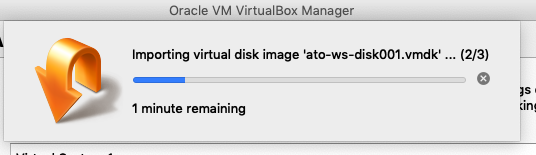 Oracle VM VirtualBox Manager
Importing virtual disk image 'ato-ws-disk001.vmdk' ... (2/3)
1 minute remaining